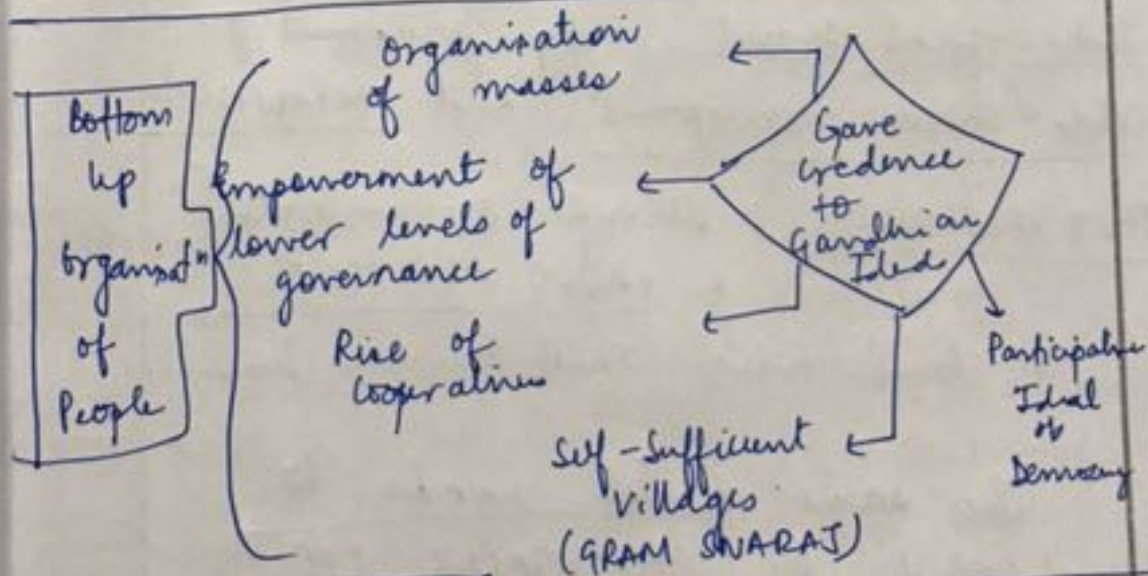 Bottom
Up
Organisatn
of
People
organisation
of masses
Empowerment of
lower levels of
governance
Rise of
Cooperatives
Self-Sufficient
Villages
(GRAM SWARAJ)
Gave
credence
to
Gandhian
Ideal
Participative
Ideal
of
Democracy